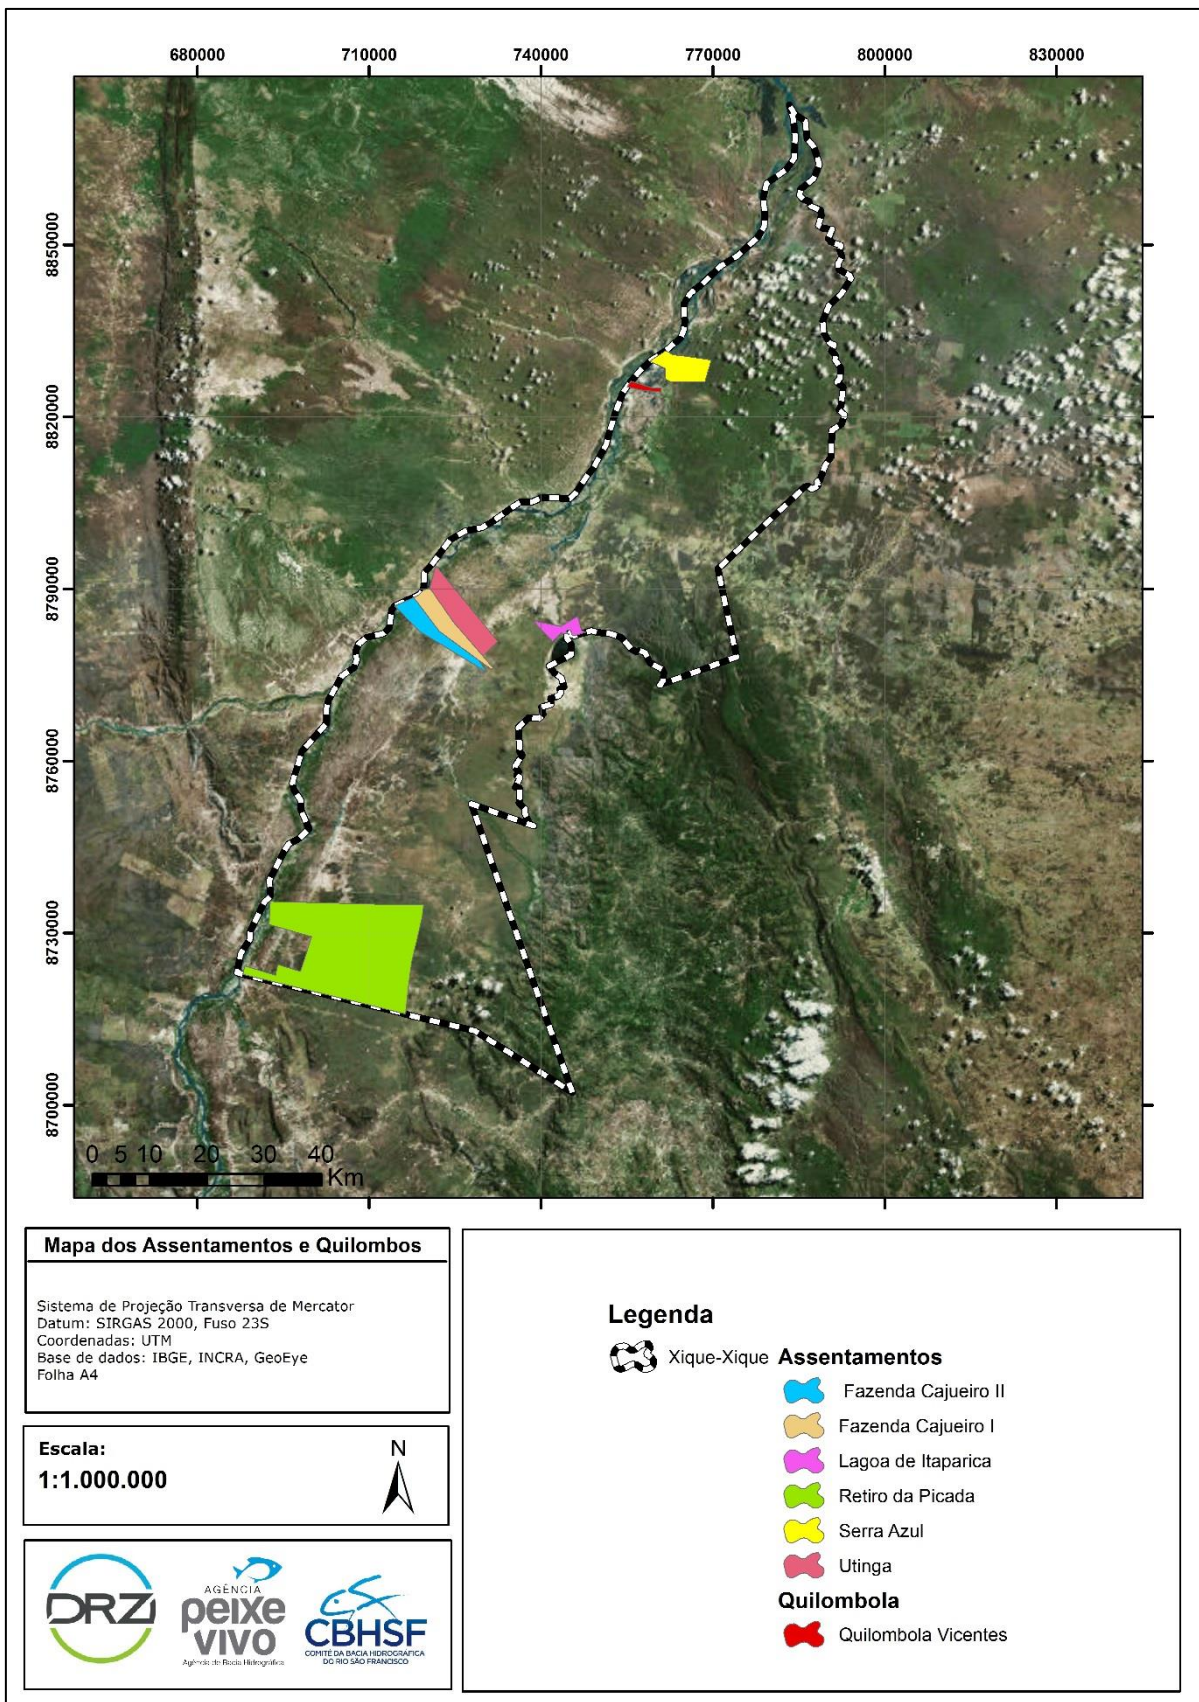 680000 710000 740000 770000 800000 830000
8850000
8820000
8790000
8760000
8730000
8700000
0 5 10 20 30 40
Km
Mapa dos Assentamentos e Quilombos
Sistema de Projeção Transversa de Mercator
Datum: SIRGAS 2000, Fuso 23S
Coordenadas: UTM
Base de dados: IBGE, INCRA, GeoEye
Folha A4
Escala:
1:1.000.000
N
DRZ
AGÊNCIA
peixe
vivo
Agência de Bacia Hidrográfica
CBHSF
COMITÊ DA BACIA HIDROGRÁFICA
DO RIO SÃO FRANCISCO
Legenda
Xique-Xique
Assentamentos
Fazenda Cajueiro II
Fazenda Cajueiro I
Lagoa de Itaparica
Retiro da Picada
Serra Azul
Utinga
Quilombola
Quilombola Vicentes